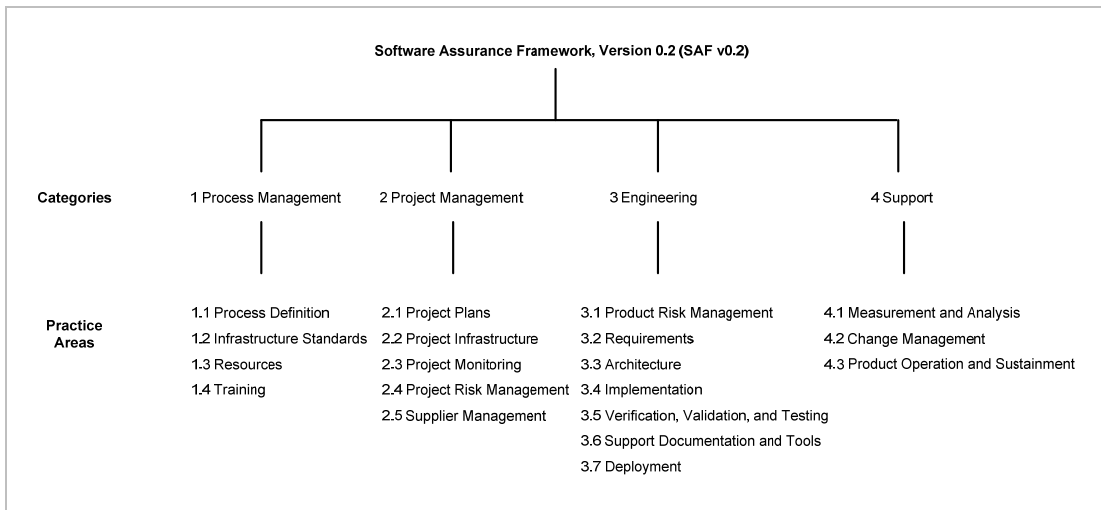 Software Assurance Framework, Version 0.2 (SAF v0.2)
Categories
1 Process Management
2 Project Management
3 Engineering
4 Support
Practice
Areas
1.1 Process Definition
1.2 Infrastructure Standards
1.3 Resources
1.4 Training
2.1 Project Plans
2.2 Project Infrastructure
2.3 Project Monitoring
2.4 Project Risk Management
2.5 Supplier Management
3.1 Product Risk Management
3.2 Requirements
3.3 Architecture
3.4 Implementation
3.5 Verification, Validation, and Testing
3.6 Support Documentation and Tools
3.7 Deployment
4.1 Measurement and Analysis
4.2 Change Management
4.3 Product Operation and Sustainment